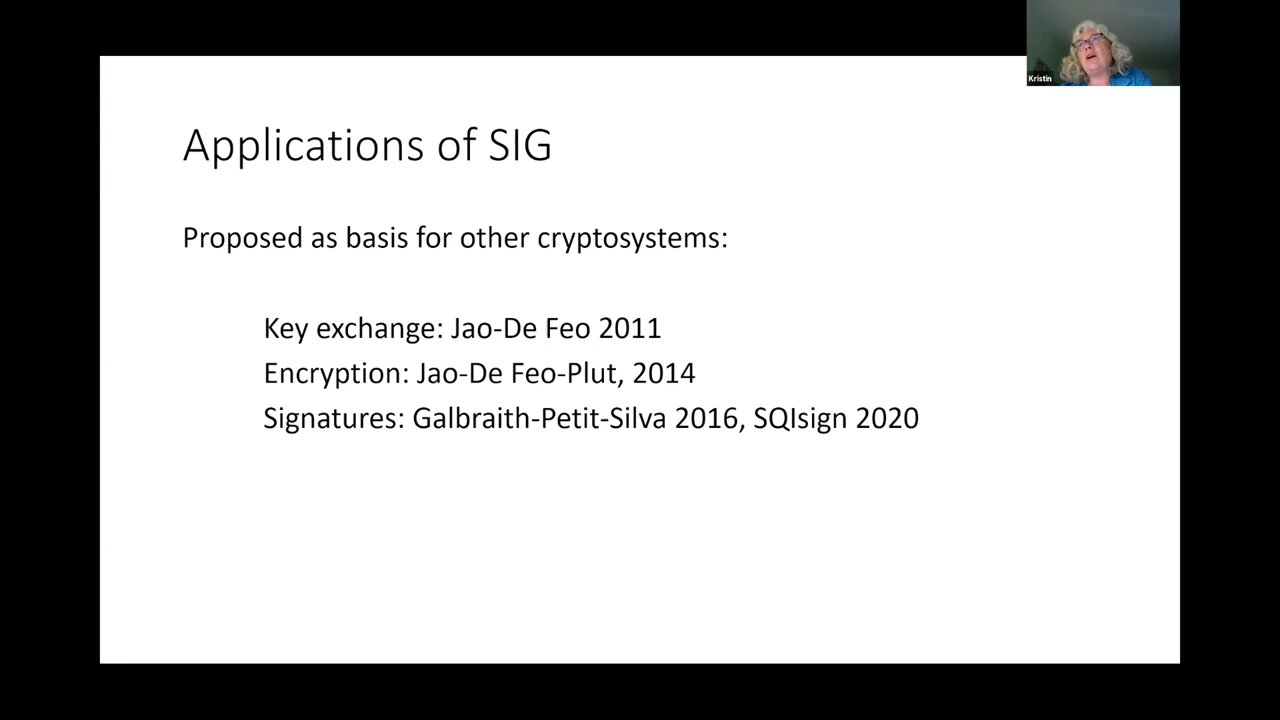 Kristin
Applications of SIG
Proposed as basis for other cryptosystems:
Key exchange: Jao-De Feo 2011
Encryption: Jao-De Feo-Plut, 2014
Signatures: Galbraith-Petit-Silva 2016, SQIsign 2020